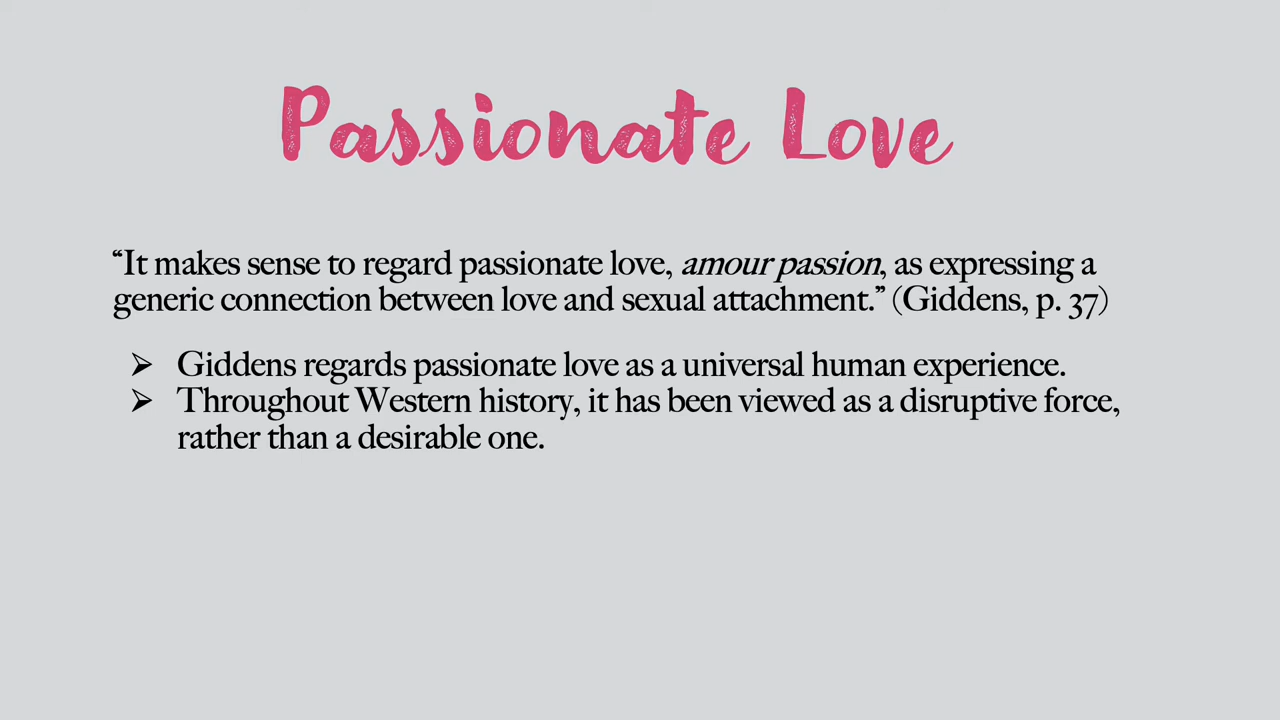 Passionate Love
“It makes sense to regard passionate love, amour passion, as expressing a
generic connection between love and sexual attachment.” (Giddens, p. 37)
➢ Giddens regards passionate love as a universal human experience.
➢ Throughout Western history, it has been viewed as a disruptive force,
rather than a desirable one.